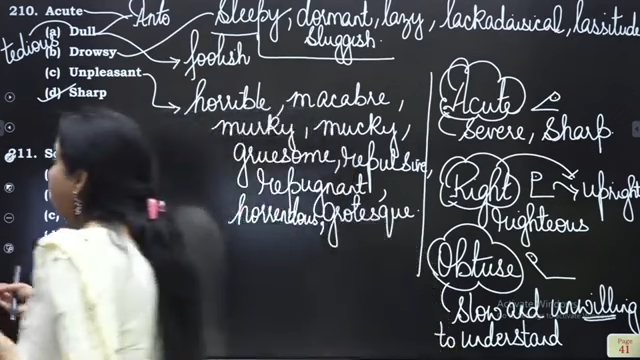 210. Acute Anto Sleepy, dormant, lazy, lackadaisical, lassitude
sluggish
(a) Dull
tedious
(b) Drowsy
foolish
(c) Unpleasant
(d) Sharp
horrible, macabre,
murky, mucky,
gruesome, repulsive,
repugnant,
horrendous, grotesque.
211. S
Acute
severe, sharp
Right upright
righteous
Obtuse
slow and unwilling
to understand
Activate Windows
Page
41